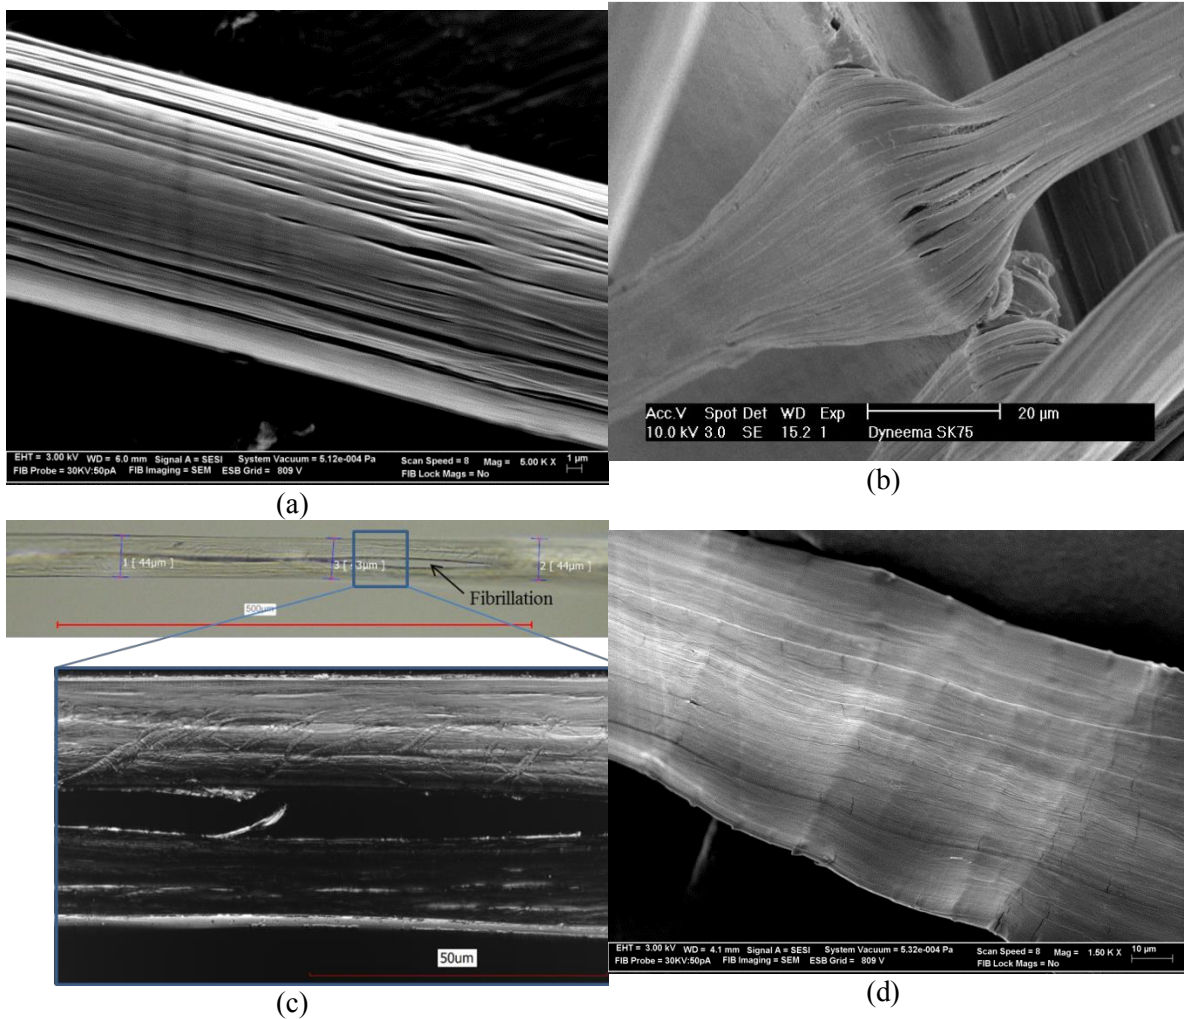 EHT = 3.00 kV WD = 6.0 mm Signal A = SESI System Vacuum = 5.12e-004 Pa Scan Speed = 8 Mag = 5.00 K X 1 µm
FIB Probe = 30KV:50pA FIB Imaging = SEM ESB Grid = 809 V FIB Lock Mags = No
(a)
Acc.V Spot Det WD Exp 20 µm
10.0 kV 3.0 SE 15.2 1 Dyneema SK75
(b)
1 [ 44µm ] 3 [ 43µm ] 2 [ 44µm ]
Fibrillation
500um
50um
(c)
EHT = 3.00 kV WD = 4.1 mm Signal A = SESI System Vacuum = 5.32e-004 Pa Scan Speed = 8 Mag = 1.50 K X 10 µm
FIB Probe = 30KV:50pA FIB Imaging = SEM ESB Grid = 809 V FIB Lock Mags = No
(d)